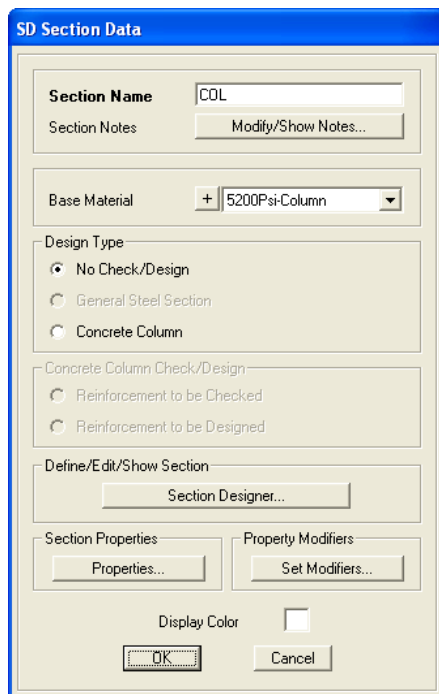 SD Section Data
Section Name COL
Section Notes Modify/Show Notes...
Base Material + 5200Psi-Column
Design Type
No Check/Design
General Steel Section
Concrete Column
Concrete Column Check/Design
Reinforcement to be Checked
Reinforcement to be Designed
Define/Edit/Show Section
Section Designer...
Section Properties Property Modifiers
Properties... Set Modifiers...
Display Color
OK Cancel